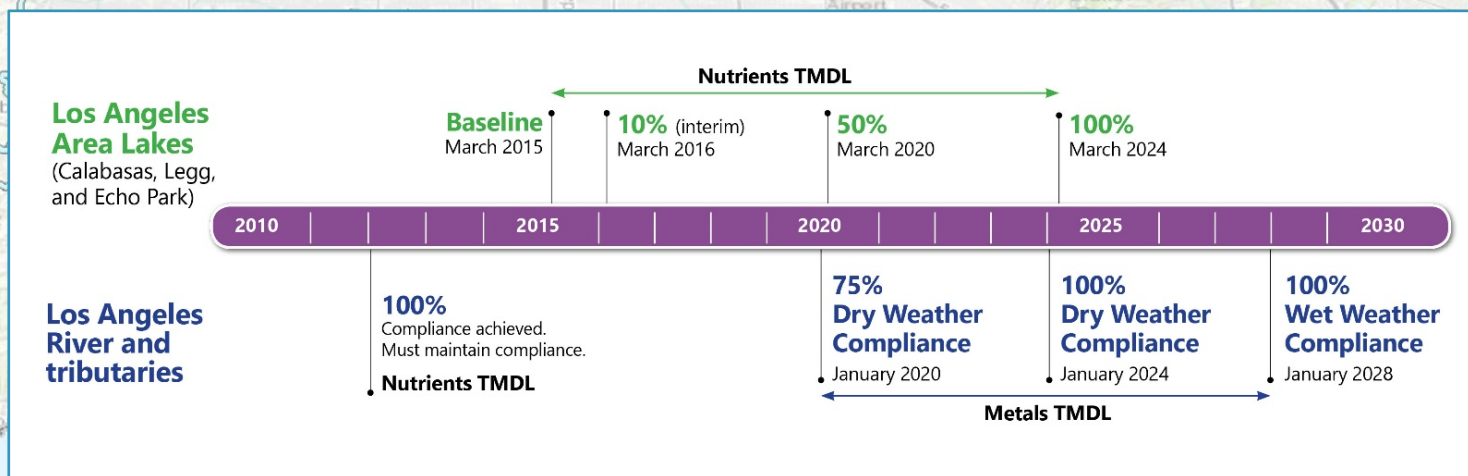 Airport
Nutrients TMDL
Los Angeles
Area Lakes
(Calabasas, Legg,
and Echo Park)
Baseline
March 2015
10% (interim)
March 2016
50%
March 2020
100%
March 2024
2010 2015 2020 2025 2030
Los Angeles
River and
tributaries
100%
Compliance achieved.
Must maintain compliance.
Nutrients TMDL
75%
Dry Weather
Compliance
January 2020
100%
Dry Weather
Compliance
January 2024
100%
Wet Weather
Compliance
January 2028
Metals TMDL